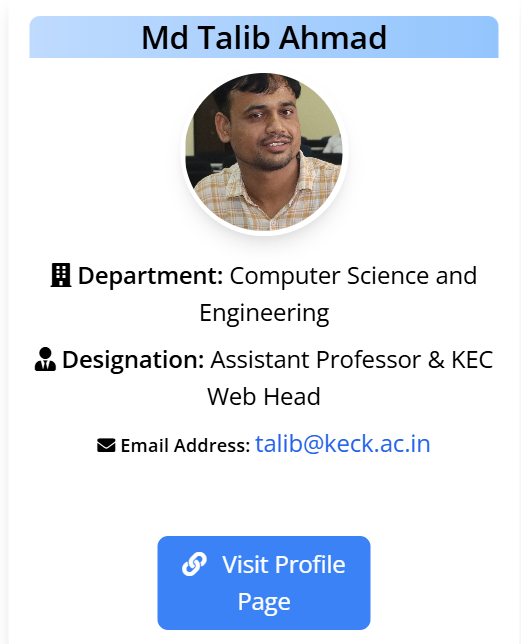 Md Talib Ahmad
Department: Computer Science and
Engineering
Designation: Assistant Professor & KEC
Web Head
Email Address: talib@keck.ac.in
Visit Profile
Page